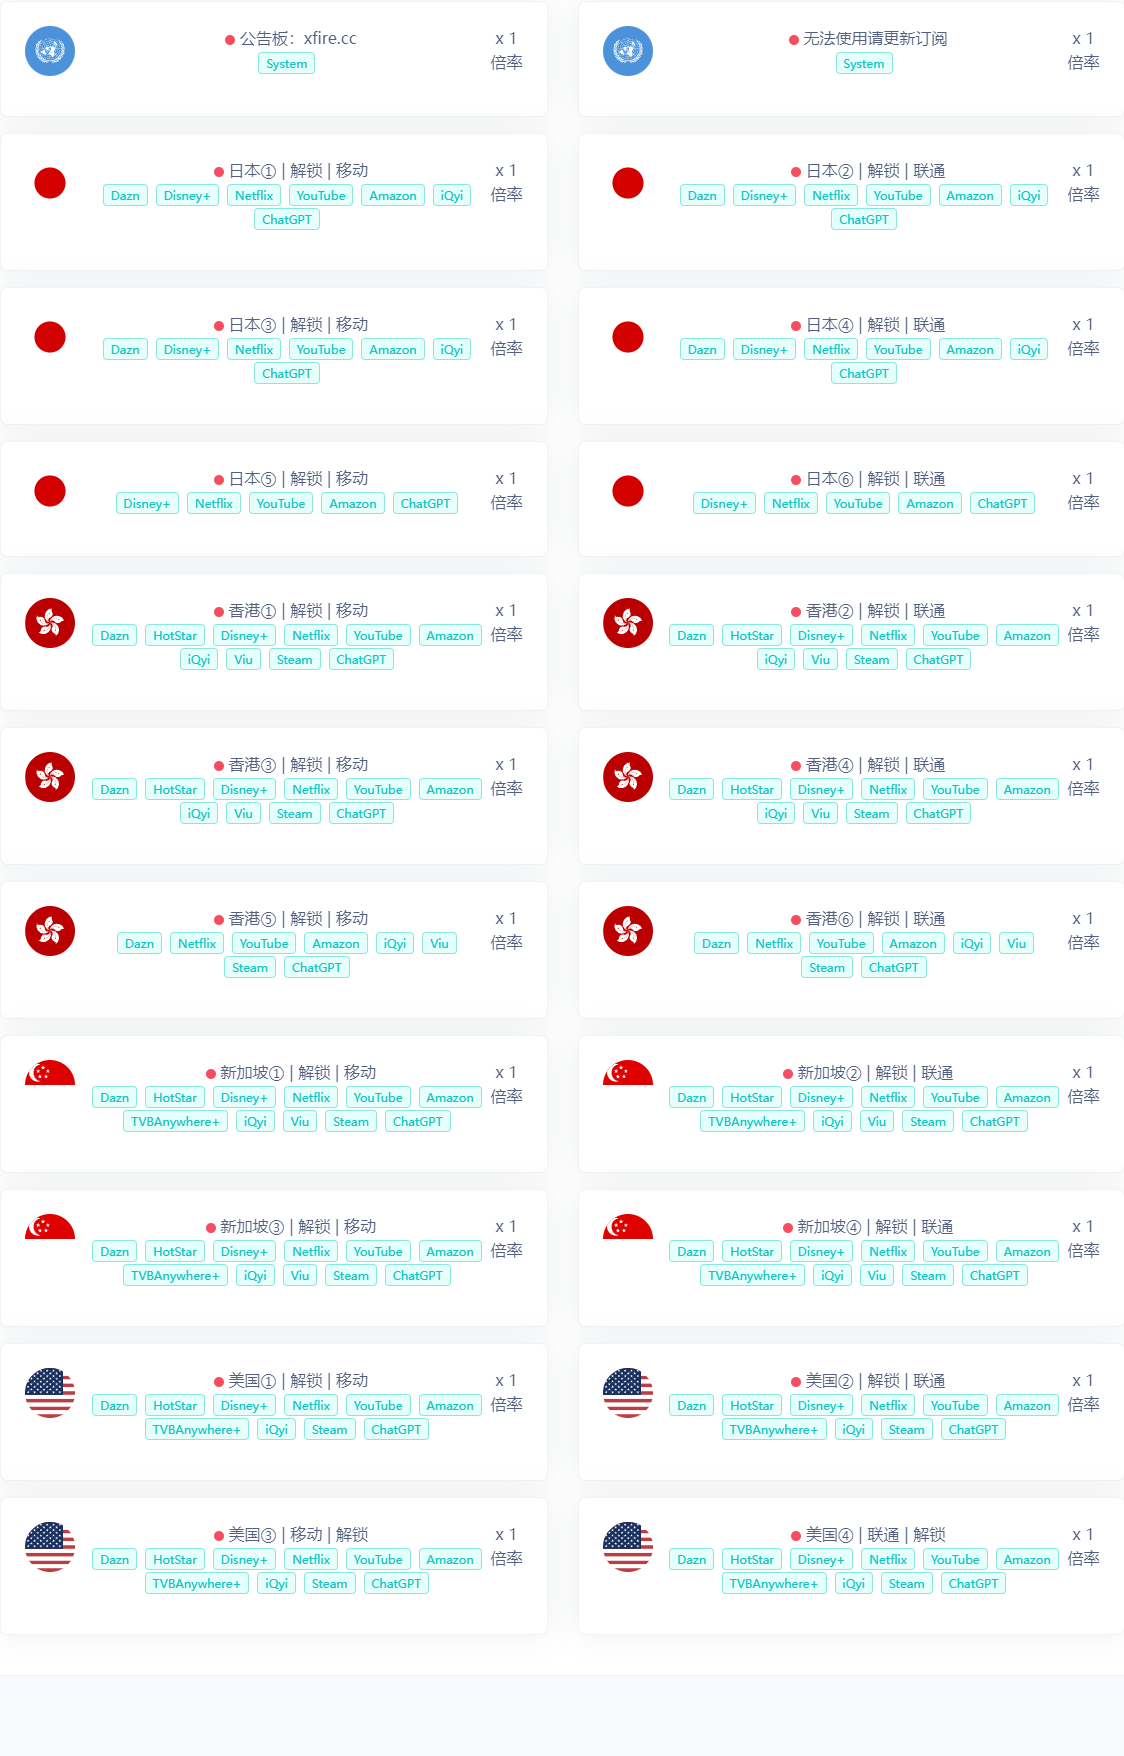 公告板：xfire.cc
x 1
System
倍率
无法使用请更新订阅
x 1
System
倍率
日本① | 解锁 | 移动
x 1
Dazn Disney+ Netflix YouTube Amazon iQyi
倍率
ChatGPT
日本② | 解锁 | 联通
x 1
Dazn Disney+ Netflix YouTube Amazon iQyi
倍率
ChatGPT
日本③ | 解锁 | 移动
x 1
Dazn Disney+ Netflix YouTube Amazon iQyi
倍率
ChatGPT
日本④ | 解锁 | 联通
x 1
Dazn Disney+ Netflix YouTube Amazon iQyi
倍率
ChatGPT
日本⑤ | 解锁 | 移动
x 1
Disney+ Netflix YouTube Amazon ChatGPT
倍率
日本⑥ | 解锁 | 联通
x 1
Disney+ Netflix YouTube Amazon ChatGPT
倍率
香港① | 解锁 | 移动
x 1
Dazn HotStar Disney+ Netflix YouTube Amazon
倍率
iQyi Viu Steam ChatGPT
香港② | 解锁 | 联通
x 1
Dazn HotStar Disney+ Netflix YouTube Amazon
倍率
iQyi Viu Steam ChatGPT
香港③ | 解锁 | 移动
x 1
Dazn HotStar Disney+ Netflix YouTube Amazon
倍率
iQyi Viu Steam ChatGPT
香港④ | 解锁 | 联通
x 1
Dazn HotStar Disney+ Netflix YouTube Amazon
倍率
iQyi Viu Steam ChatGPT
香港⑤ | 解锁 | 移动
x 1
Dazn Netflix YouTube Amazon iQyi Viu
倍率
Steam ChatGPT
香港⑥ | 解锁 | 联通
x 1
Dazn Netflix YouTube Amazon iQyi Viu
倍率
Steam ChatGPT
新加坡① | 解锁 | 移动
x 1
Dazn HotStar Disney+ Netflix YouTube Amazon
倍率
TVBAnywhere+ iQyi Viu Steam ChatGPT
新加坡② | 解锁 | 联通
x 1
Dazn HotStar Disney+ Netflix YouTube Amazon
倍率
TVBAnywhere+ iQyi Viu Steam ChatGPT
新加坡③ | 解锁 | 移动
x 1
Dazn HotStar Disney+ Netflix YouTube Amazon
倍率
TVBAnywhere+ iQyi Viu Steam ChatGPT
新加坡④ | 解锁 | 联通
x 1
Dazn HotStar Disney+ Netflix YouTube Amazon
倍率
TVBAnywhere+ iQyi Viu Steam ChatGPT
美国① | 解锁 | 移动
x 1
Dazn HotStar Disney+ Netflix YouTube Amazon
倍率
TVBAnywhere+ iQyi Steam ChatGPT
美国② | 解锁 | 联通
x 1
Dazn HotStar Disney+ Netflix YouTube Amazon
倍率
TVBAnywhere+ iQyi Steam ChatGPT
美国③ | 移动 | 解锁
x 1
Dazn HotStar Disney+ Netflix YouTube Amazon
倍率
TVBAnywhere+ iQyi Steam ChatGPT
美国④ | 联通 | 解锁
x 1
Dazn HotStar Disney+ Netflix YouTube Amazon
倍率
TVBAnywhere+ iQyi Steam ChatGPT